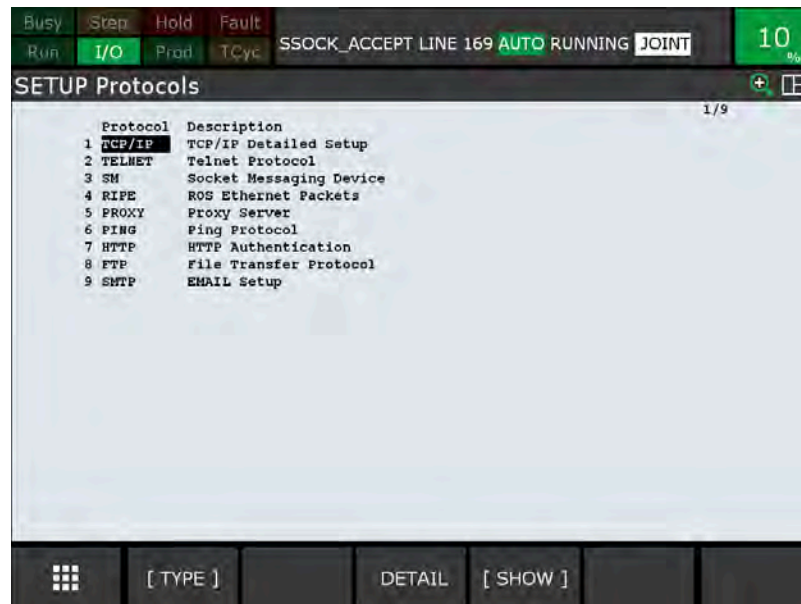 Busy Step Hold Fault
Run I/O Prod TCyc
SSOCK_ACCEPT LINE 169 AUTO RUNNING JOINT
10 %
SETUP Protocols
1/9
Protocol Description
1 TCP/IP TCP/IP Detailed Setup
2 TELNET Telnet Protocol
3 SM Socket Messaging Device
4 RIPE ROS Ethernet Packets
5 PROXY Proxy Server
6 PING Ping Protocol
7 HTTP HTTP Authentication
8 FTP File Transfer Protocol
9 SMTP EMAIL Setup
[ TYPE ] DETAIL [ SHOW ]